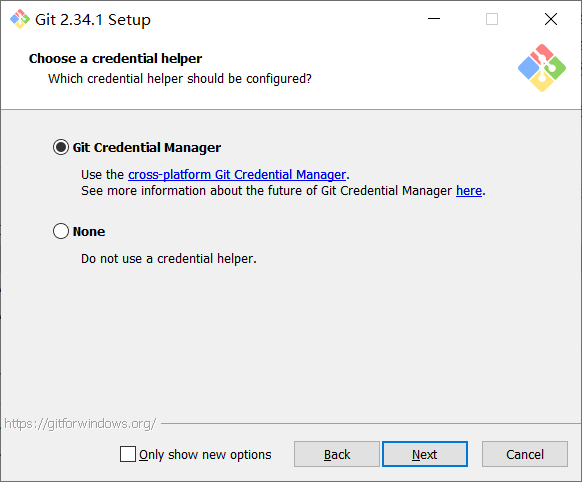 Git 2.34.1 Setup
Choose a credential helper
Which credential helper should be configured?
Git Credential Manager
Use the cross-platform Git Credential Manager.
See more information about the future of Git Credential Manager here.
None
Do not use a credential helper.
https://gitforwindows.org/
Only show new options
Back
Next
Cancel